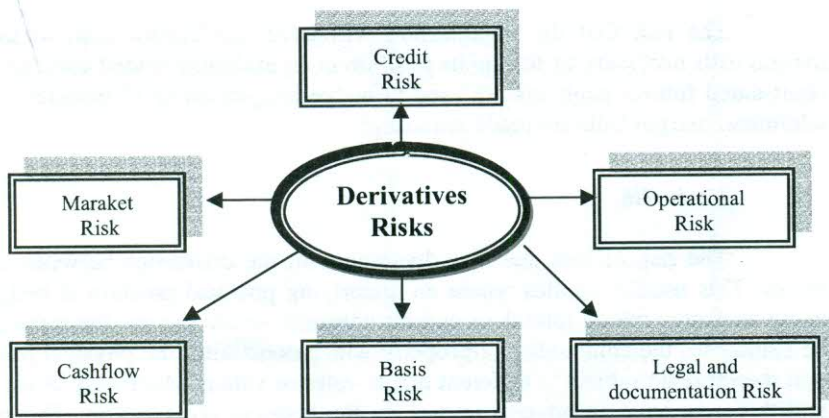 Credit
Risk
Derivatives
Risks
Maraket
Risk
Operational
Risk
Cashflow
Risk
Basis
Risk
Legal and
documentation Risk